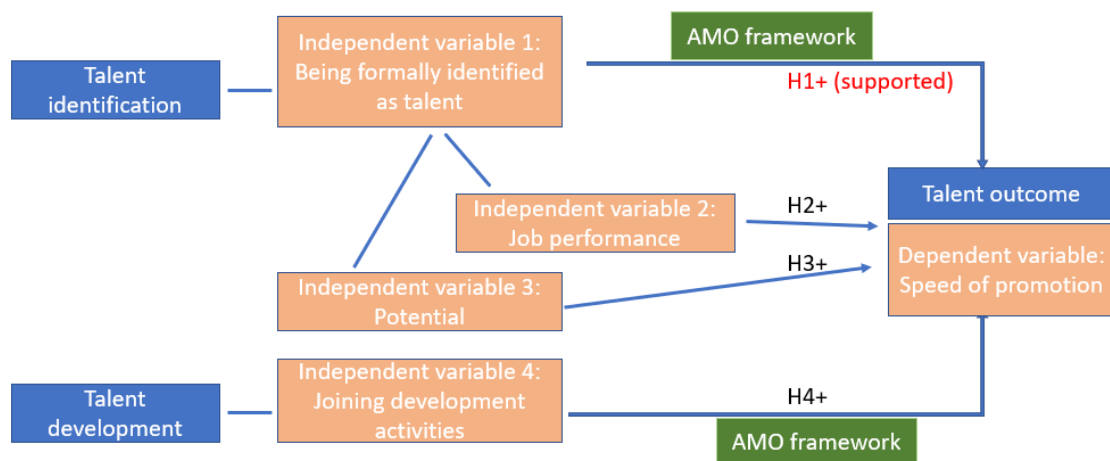 AMO framework
Independent variable 1:
Being formally identified
as talent
Talent
identification
H1+ (supported)
Talent outcome
Independent variable 2:
Job performance
H2+
Dependent variable:
Speed of promotion
H3+
Independent variable 3:
Potential
Independent variable 4:
Joining development
activities
Talent
development
H4+
AMO framework